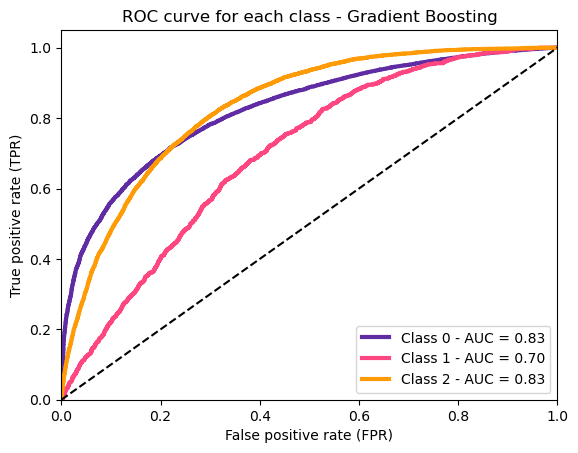 ROC curve for each class - Gradient Boosting
1.0
0.8
0.6
0.4
0.2
0.0
True positive rate (TPR)
Class 0 - AUC = 0.83
Class 1 - AUC = 0.70
Class 2 - AUC = 0.83
0.0 0.2 0.4 0.6 0.8 1.0
False positive rate (FPR)